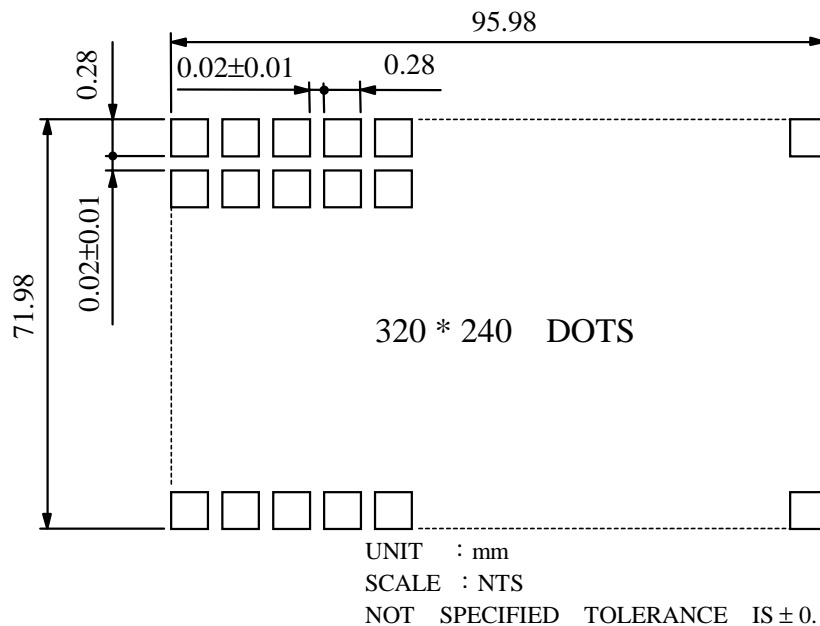 95.98
0.02±0.01
0.28
0.28
0.02±0.01
71.98
320 * 240 DOTS
UNIT : mm
SCALE : NTS
NOT SPECIFIED TOLERANCE IS ± 0.